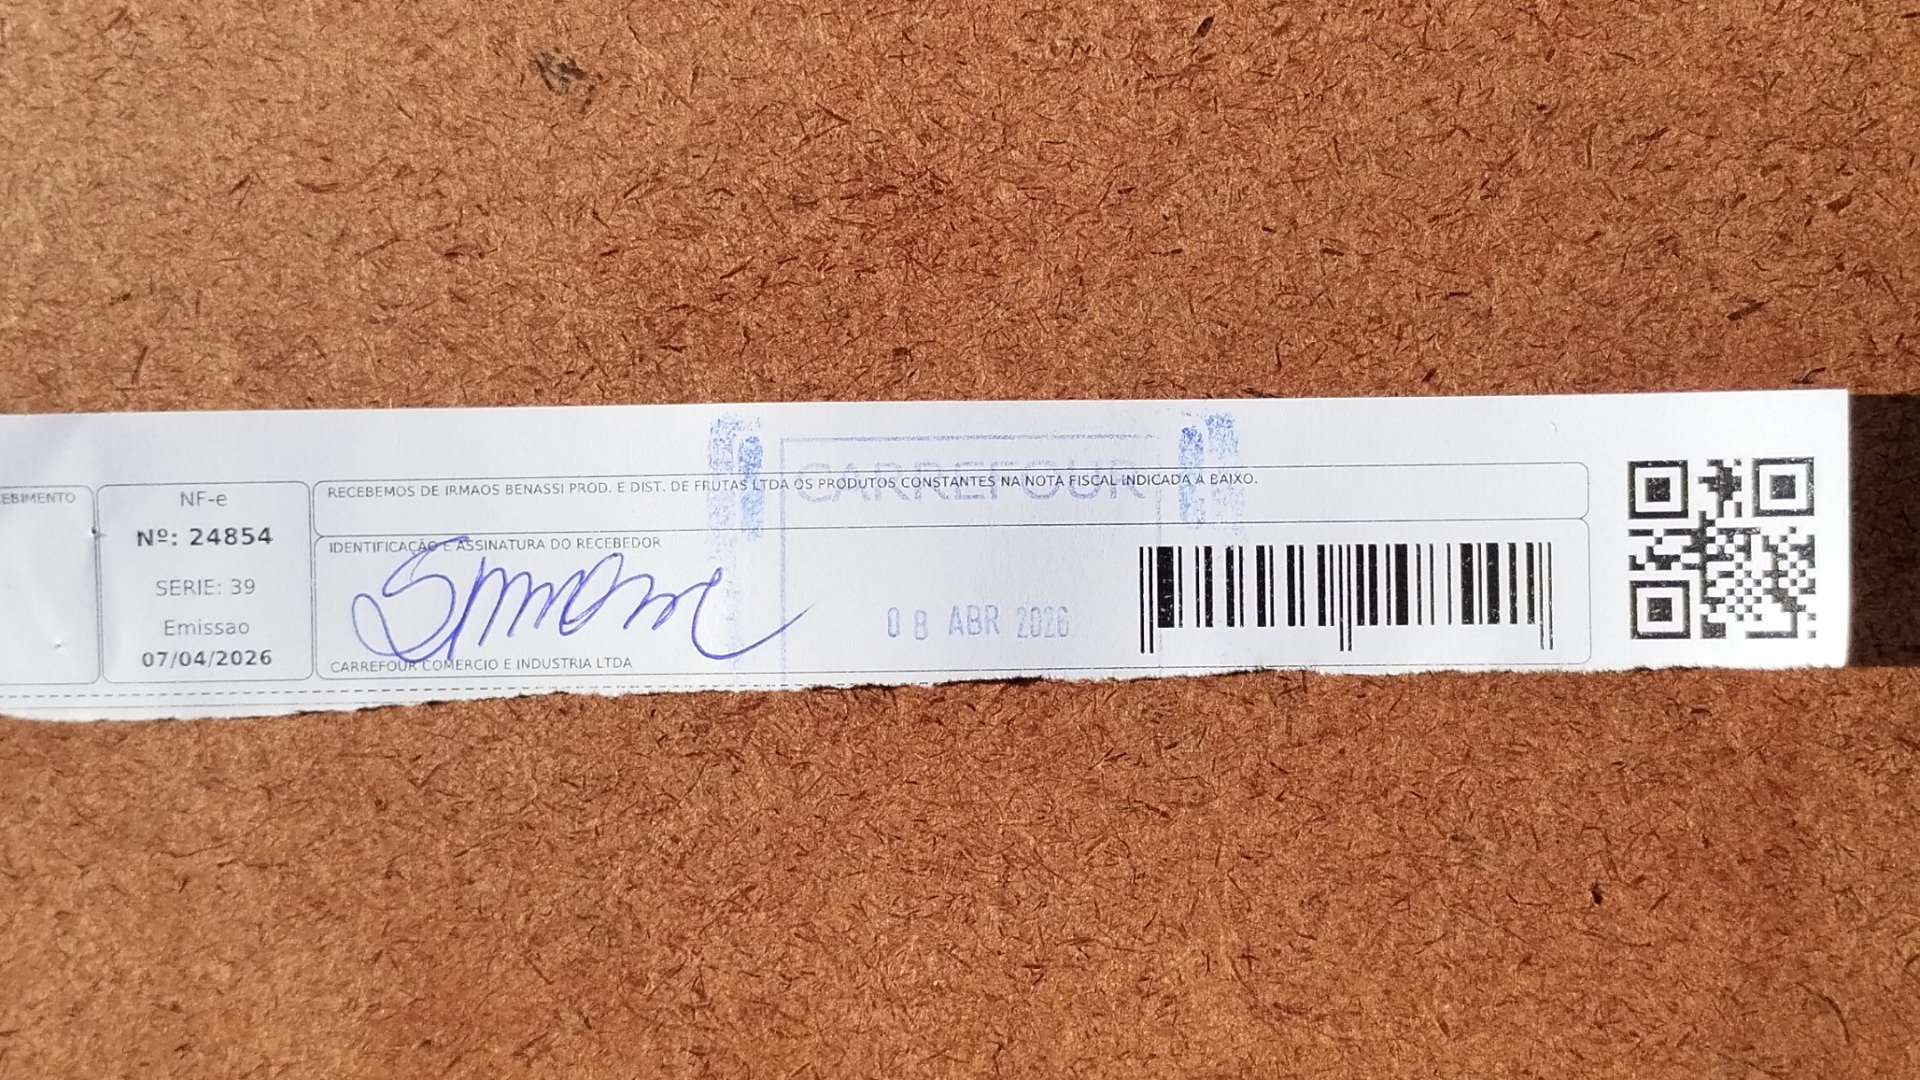 EBIMENTO
NF-e
Nº: 24854
SERIE: 39
Emissao
07/04/2026
CARREFOUR
RECEBEMOS DE IRMAOS BENASSI PROD. E DIST. DE FRUTAS LTDA OS PRODUTOS CONSTANTES NA NOTA FISCAL INDICADA A BAIXO.
IDENTIFICAÇÃO E ASSINATURA DO RECEBEDOR
Simone
08 ABR 2026
CARREFOUR COMERCIO E INDUSTRIA LTDA